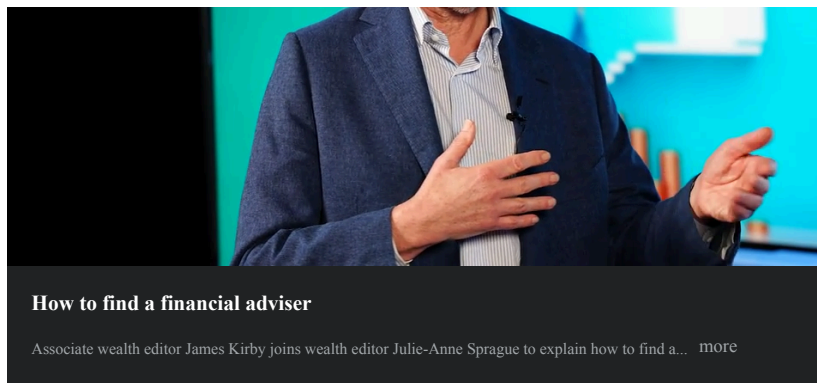 How to find a financial adviser
Associate wealth editor James Kirby joins wealth editor Julie-Anne Sprague to explain how to find a... more